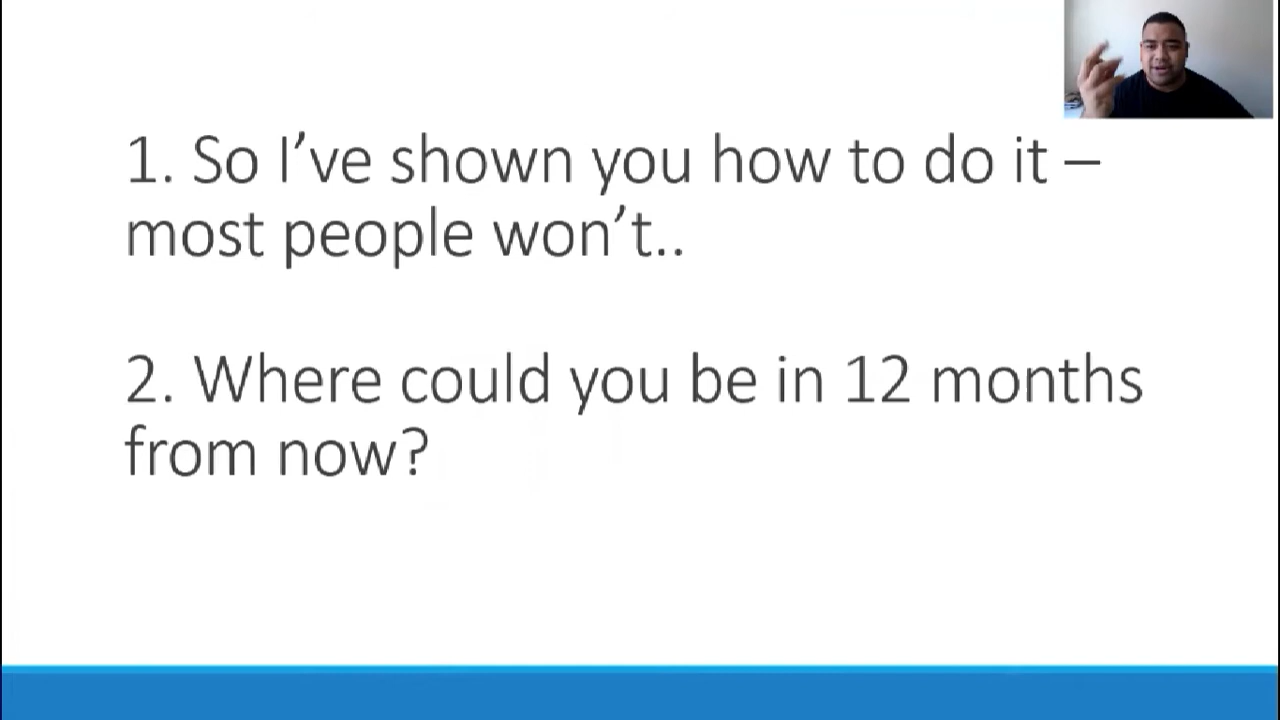 1. So I’ve shown you how to do it –
most people won’t..
2. Where could you be in 12 months
from now?